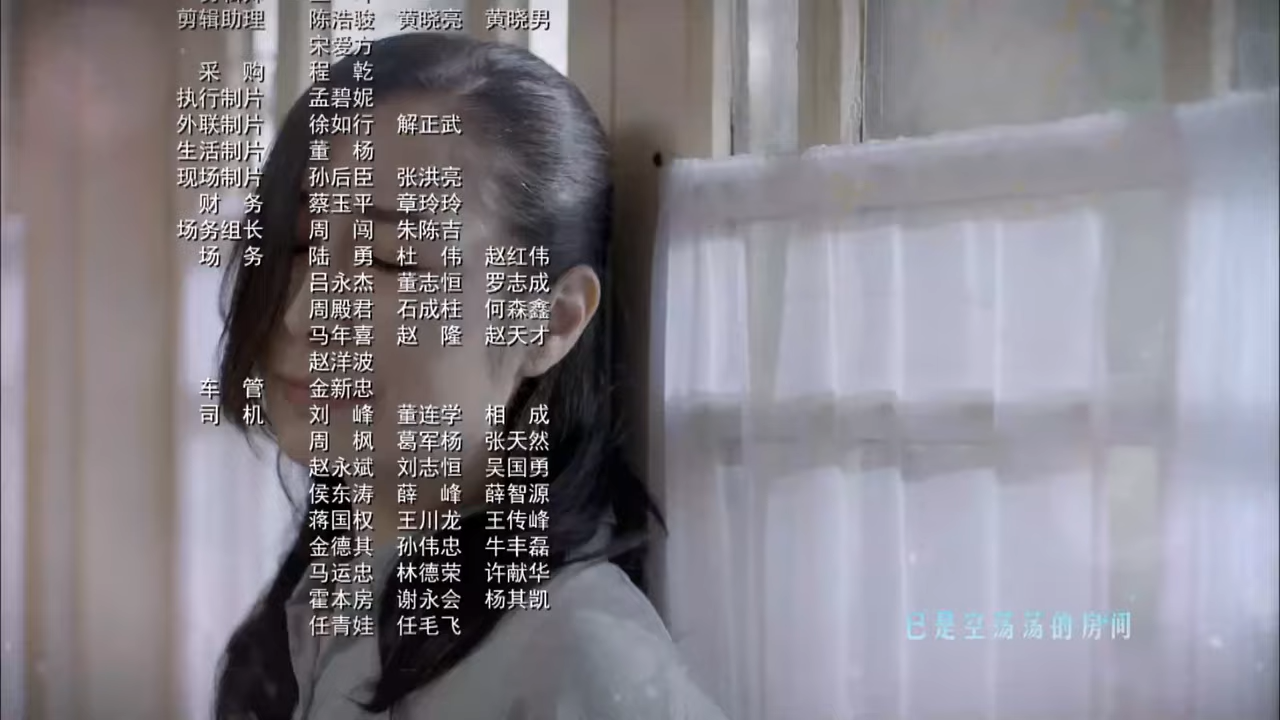 剪辑助理 陈浩骏 黄晓亮 黄晓男
宋爱方
采 购 程 乾
执行制片 孟碧妮
外联制片 徐如行 解正武
生活制片 董 杨
现场制片 孙后臣 张洪亮
财 务 蔡玉平 章玲玲
场务组长 周 闯 朱陈吉
场 务 陆 勇 杜 伟 赵红伟
吕永杰 董志恒 罗志成
周殿君 石成柱 何森鑫
马年喜 赵 隆 赵天才
赵洋波
车 管 金新忠
司 机 刘 峰 董连学 相 成
周 枫 葛军杨 张天然
赵永斌 刘志恒 吴国勇
侯东涛 薛 峰 薛智源
蒋国权 王川龙 王传峰
金德其 孙伟忠 牛丰磊
马运忠 林德荣 许献华
霍本房 谢永会 杨其凯
任青娃 任毛飞
已是空荡荡的房间